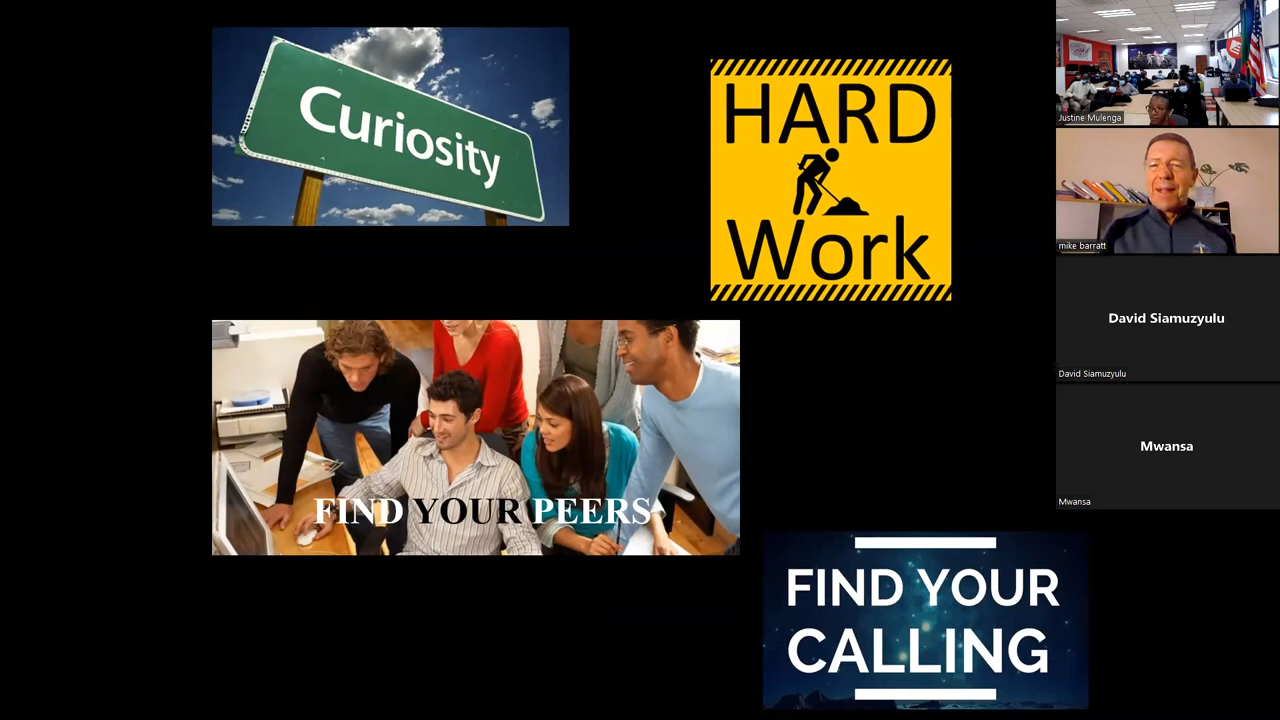 Curiosity
HARD
Work
FIND YOUR PEERS
FIND YOUR
CALLING
Justine Mulenga
mike barratt
David Siamuzyulu
David Siamuzyulu
Mwansa
Mwansa